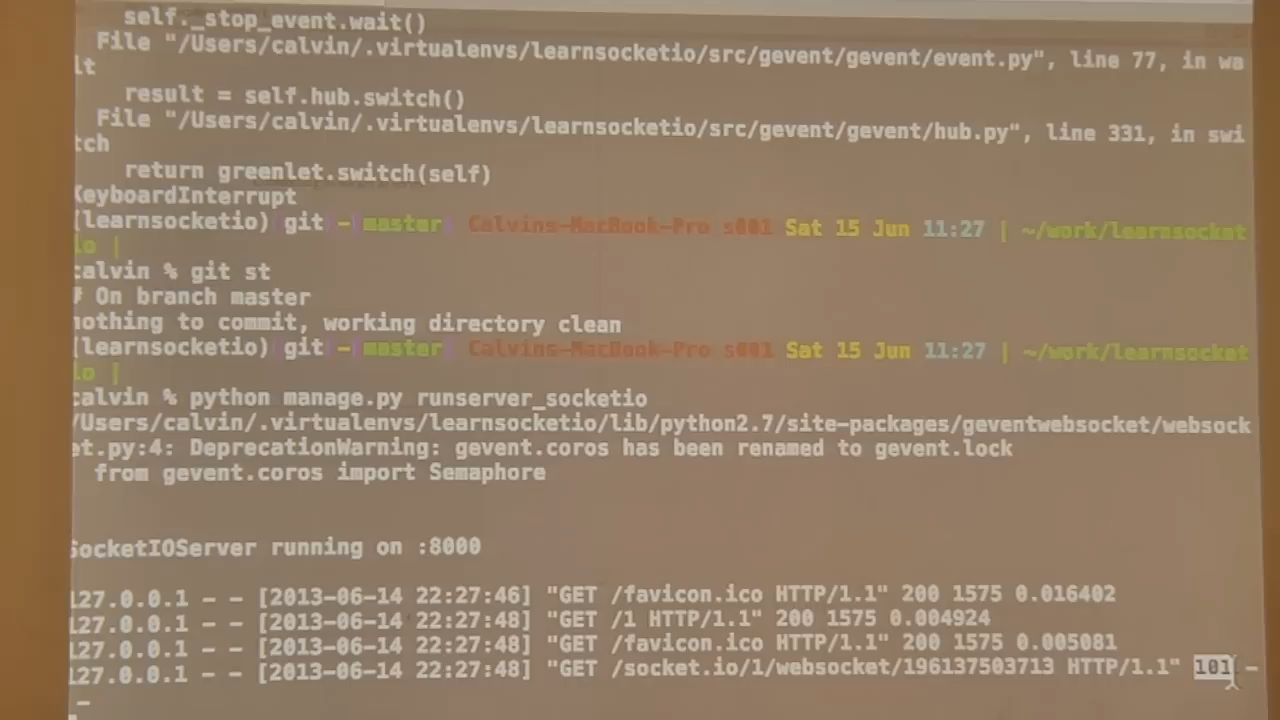 self._stop_event.wait()
File "/Users/calvin/.virtualenvs/learnsocketio/src/gevent/gevent/event.py", line 77, in wa
it
result = self.hub.switch()
File "/Users/calvin/.virtualenvs/learnsocketio/src/gevent/gevent/hub.py", line 331, in swi
tch
return greenlet.switch(self)
KeyboardInterrupt
(learnsocketio) git -[master] Calvins-MacBook-Pro s001 Sat 15 Jun 11:27 | ~/work/learnsocket
io |
calvin % git st
# On branch master
nothing to commit, working directory clean
(learnsocketio) git -[master] Calvins-MacBook-Pro s001 Sat 15 Jun 11:27 | ~/work/learnsocket
io |
calvin % python manage.py runserver_socketio
/Users/calvin/.virtualenvs/learnsocketio/lib/python2.7/site-packages/geventwebsocket/websock
et.py:4: DeprecationWarning: gevent.coros has been renamed to gevent.lock
from gevent.coros import Semaphore
SocketIOServer running on :8000
127.0.0.1 - - [2013-06-14 22:27:46] "GET /favicon.ico HTTP/1.1" 200 1575 0.016402
127.0.0.1 - - [2013-06-14 22:27:48] "GET /1 HTTP/1.1" 200 1575 0.004924
127.0.0.1 - - [2013-06-14 22:27:48] "GET /favicon.ico HTTP/1.1" 200 1575 0.005081
127.0.0.1 - - [2013-06-14 22:27:48] "GET /socket.io/1/websocket/196137503713 HTTP/1.1" 101 -
-